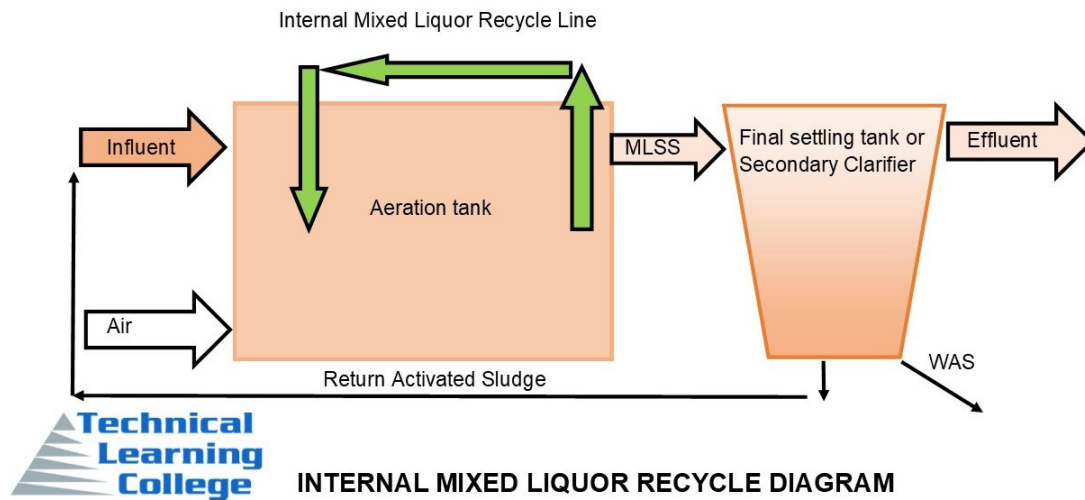 Internal Mixed Liquor Recycle Line
Influent
MLSS
Final settling tank or
Secondary Clarifier
Effluent
Aeration tank
Air
WAS
Return Activated Sludge
Technical
Learning
College
INTERNAL MIXED LIQUOR RECYCLE DIAGRAM